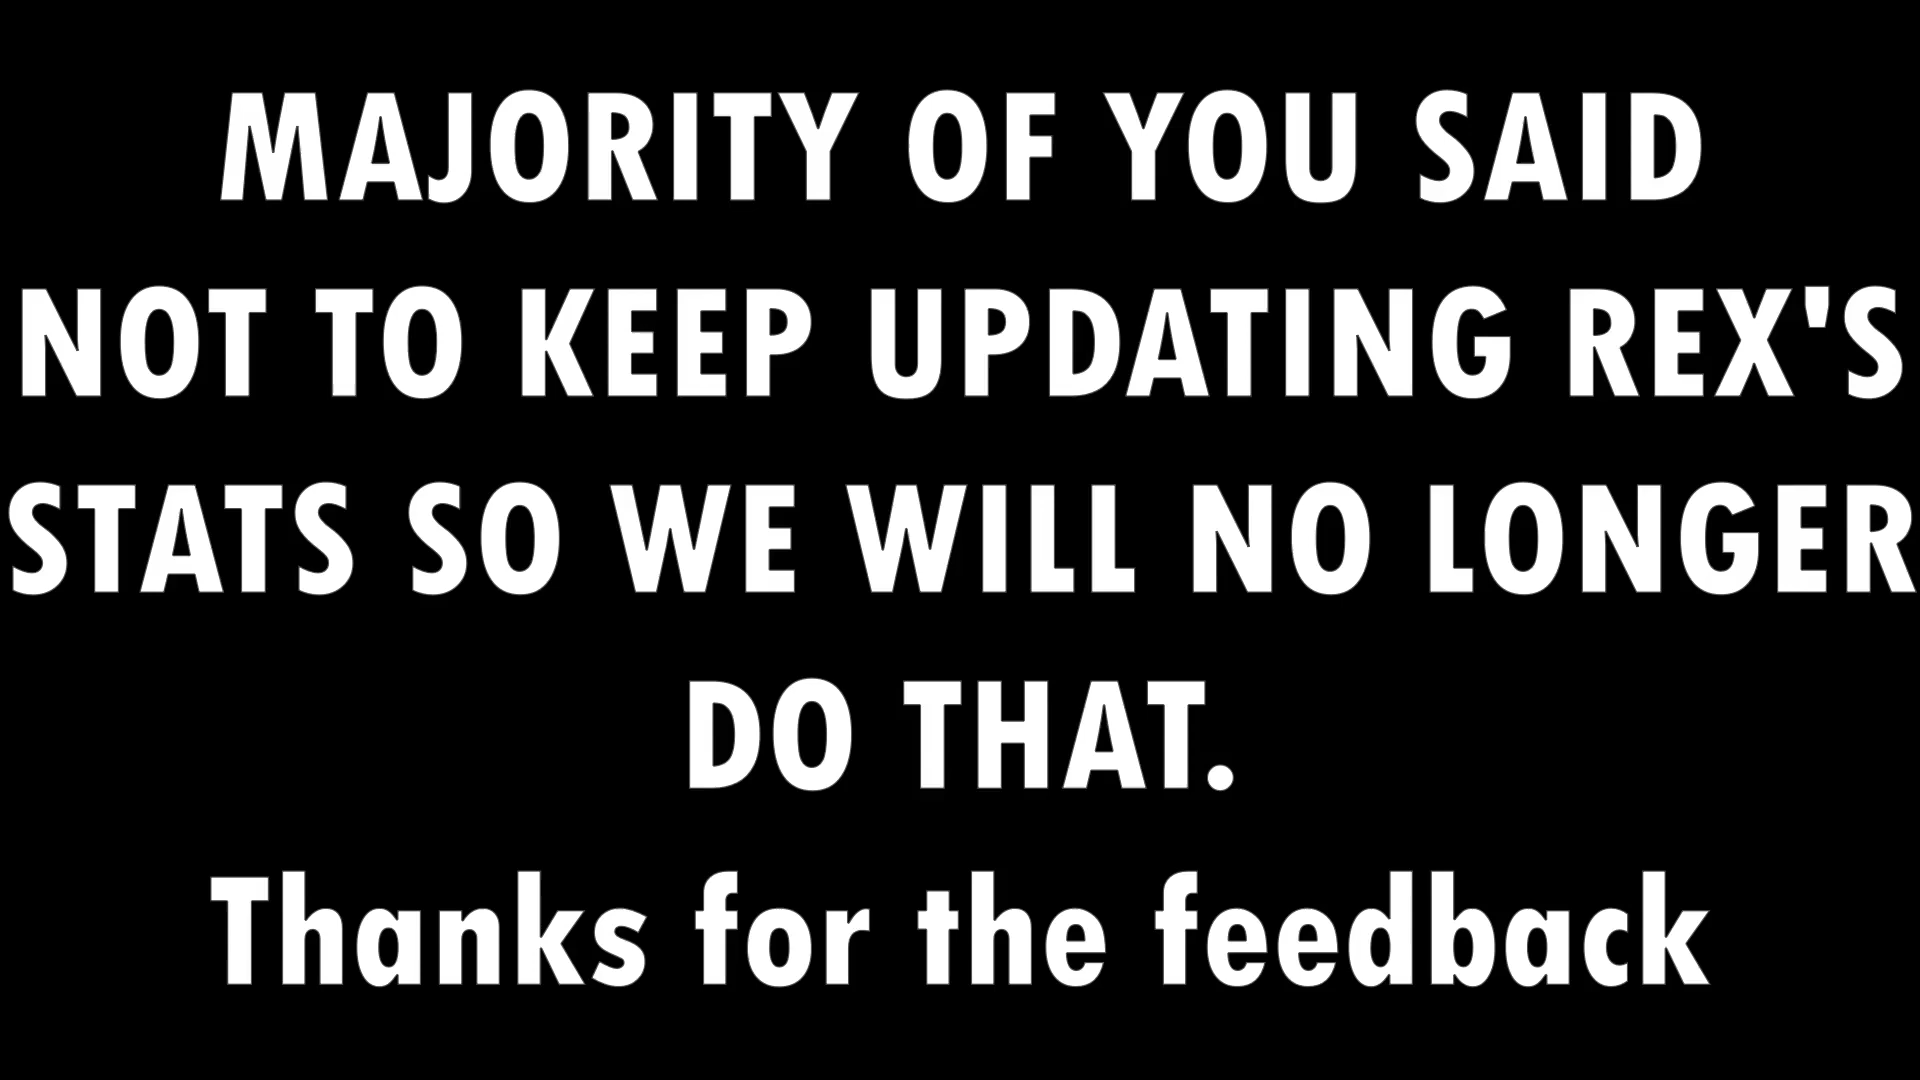 MAJORITY OF YOU SAID
NOT TO KEEP UPDATING REX'S
STATS SO WE WILL NO LONGER
DO THAT.
Thanks for the feedback